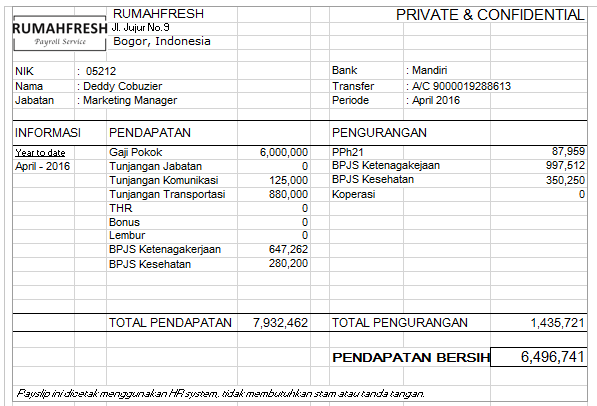 RUMAHFRESH PRIVATE & CONFIDENTIAL
RUMAHFRESH Jl. Jujur No.9
Payroll Service
Bogor, Indonesia
NIK : 05212 Bank : Mandiri
Nama : Deddy Cobuzier Transfer : A/C 9000019288613
Jabatan : Marketing Manager Periode : April 2016
INFORMASI PENDAPATAN PENGURANGAN
Year to date Gaji Pokok 6,000,000 PPh21 87,959
April - 2016 Tunjangan Jabatan 0 BPJS Ketenagakejaan 997,512
Tunjangan Komunikasi 125,000 BPJS Kesehatan 350,250
Tunjangan Transportasi 880,000 Koperasi 0
THR 0
Bonus 0
Lembur 0
BPJS Ketenagakerjaan 647,262
BPJS Kesehatan 280,200
TOTAL PENDAPATAN 7,932,462 TOTAL PENGURANGAN 1,435,721
PENDAPATAN BERSIH 6,496,741
Payslip ini dicetak menggunakan HR system, tidak membutuhkan stam atau tanda tangan.